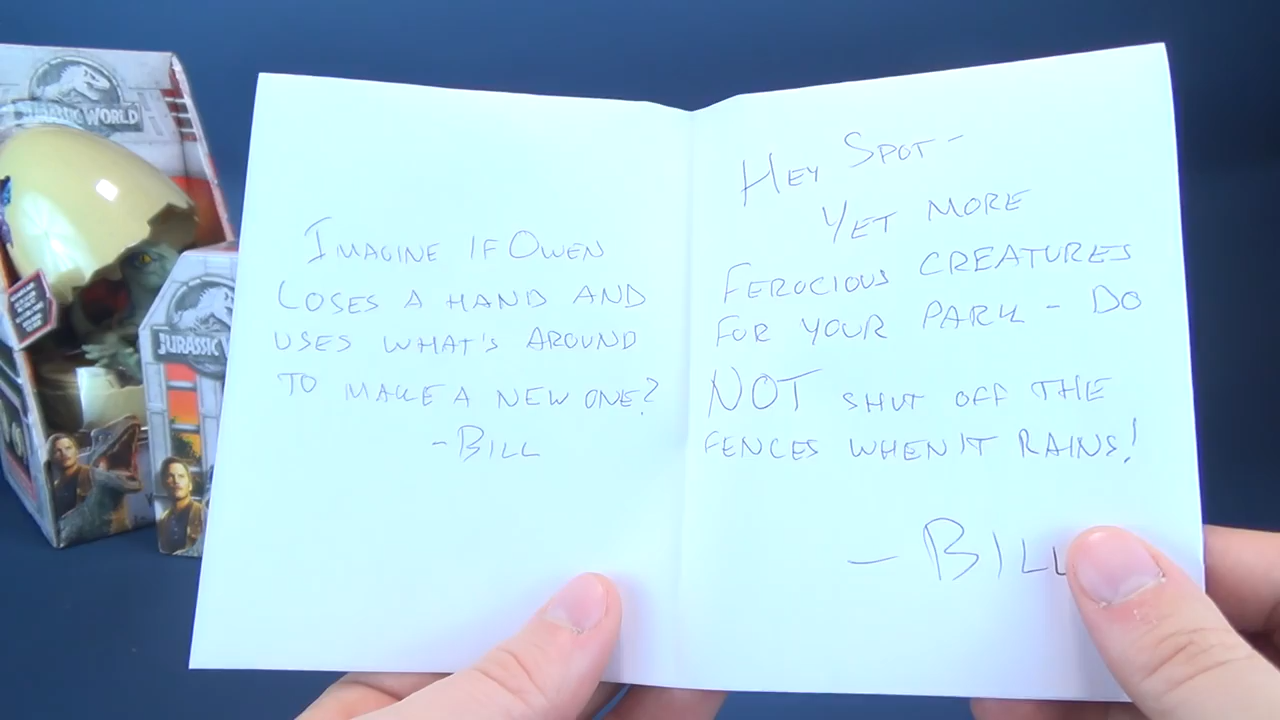 JURASSIC WORLD
JURASSIC W
IMAGINE IF OWEN
LOSES A HAND AND
USES WHAT'S AROUND
TO MAKE A NEW ONE?
-BILL
HEY SPOT-
YET MORE
FEROCIOUS CREATURES
FOR YOUR PARK - DO
NOT SHUT OFF THE
FENCES WHEN IT RAINS!
- BILL